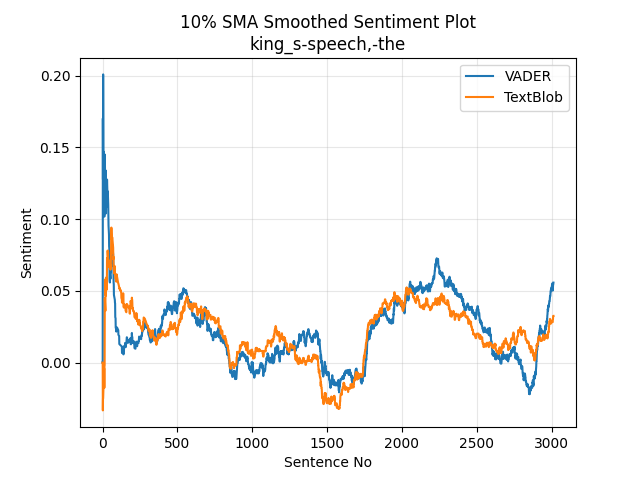 10% SMA Smoothed Sentiment Plot
king_s-speech,-the
VADER
TextBlob
0.20
0.15
0.10
0.05
0.00
Sentiment
0
500
1000
1500
2000
2500
3000
Sentence No